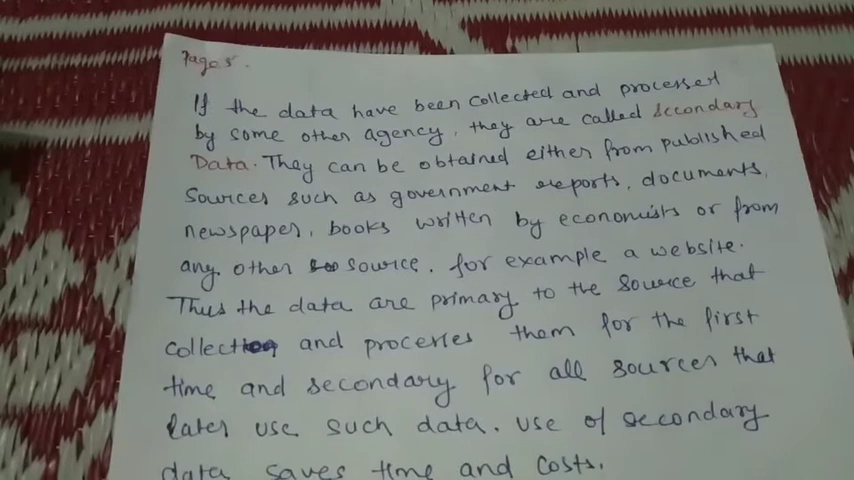 Page 5.
If the data have been collected and processed
by some other agency, they are called Secondary
Data. They can be obtained either from published
Sources such as government reports, documents,
newspaper, books written by economists or from
any other source. for example a website.
Thus the data are primary to the source that
collect and processes them for the first
time and secondary for all sources that
later use such data. use of secondary
data saves time and costs.